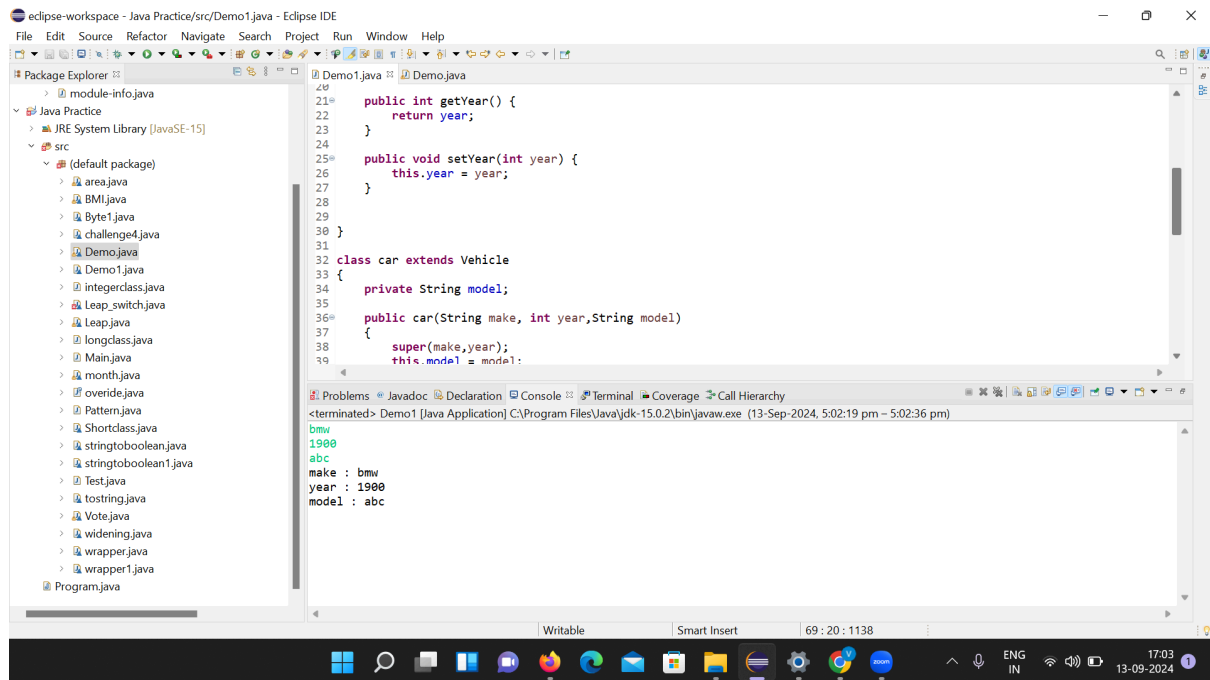 eclipse-workspace - Java Practice/src/Demo1.java - Eclipse IDE
File Edit Source Refactor Navigate Search Project Run Window Help
Package Explorer
module-info.java
Java Practice
JRE System Library [JavaSE-15]
src
(default package)
area.java
BMI.java
Byte1.java
challenge4.java
Demo.java
Demo1.java
integerclass.java
Leap_switch.java
Leap.java
longclass.java
Main.java
month.java
overide.java
Pattern.java
Shortclass.java
stringtoboolean.java
stringtoboolean1.java
Test.java
tostring.java
Vote.java
widening.java
wrapper.java
wrapper1.java
Program.java
Demo1.java Demo.java
20
21 public int getYear() {
22 return year;
23 }
24
25 public void setYear(int year) {
26 this.year = year;
27 }
28
29
30 }
31
32 class car extends Vehicle
33 {
34 private String model;
35
36 public car(String make, int year,String model)
37 {
38 super(make,year);
39 this.model = model;
Problems Javadoc Declaration Console Terminal Coverage Call Hierarchy
<terminated> Demo1 [Java Application] C:\Program Files\Java\jdk-15.0.2\bin\javaw.exe (13-Sep-2024, 5:02:19 pm – 5:02:36 pm)
bmw
1900
abc
make : bmw
year : 1900
model : abc
Writable Smart Insert 69 : 20 : 1138
zoom
V
ENG
IN
17:03
13-09-2024
1